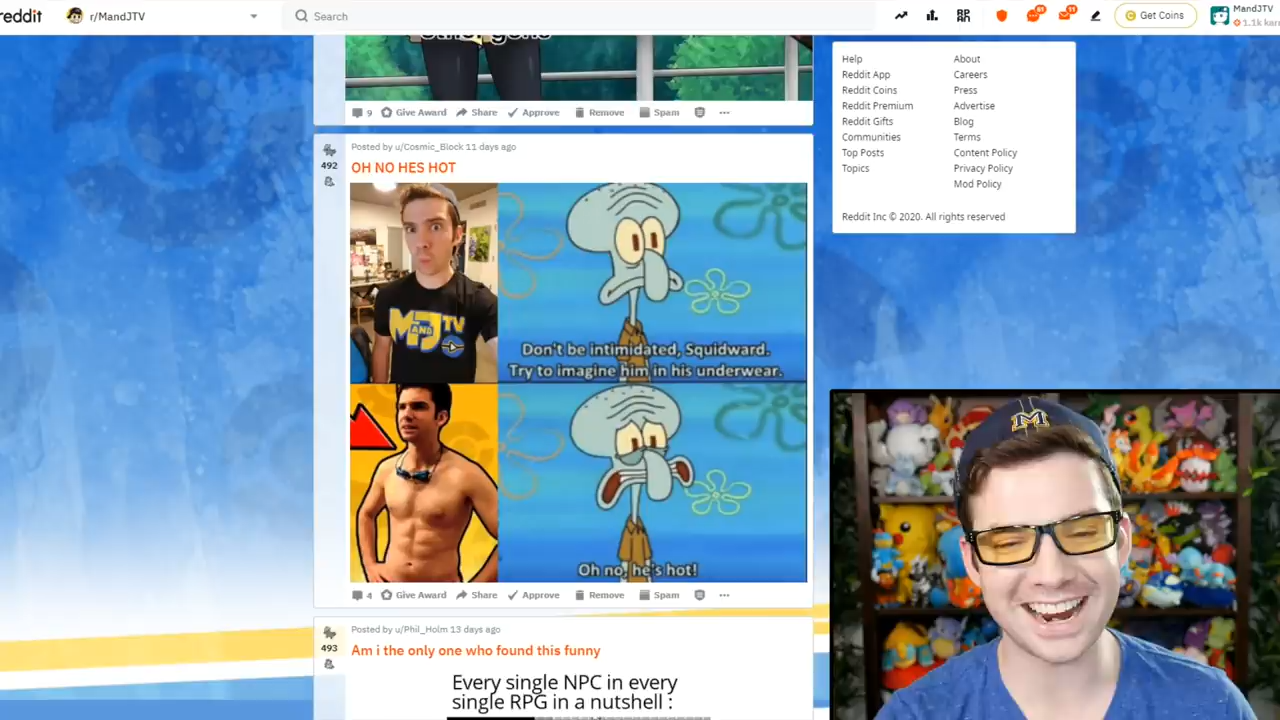 reddit
r/MandJTV
Search
61
11
Get Coins
MandJTV
1.1k kar
9
Give Award
Share
Approve
Remove
Spam
Posted by u/Cosmic_Block 11 days ago
492
OH NO HES HOT
M AND J TV
Don't be intimidated, Squidward.
Try to imagine him in his underwear.
Oh no, he's hot!
4
Give Award
Share
Approve
Remove
Spam
Posted by u/Phil_Holm 13 days ago
493
Am i the only one who found this funny
Every single NPC in every
single RPG in a nutshell :
Help
About
Reddit App
Careers
Reddit Coins
Press
Reddit Premium
Advertise
Reddit Gifts
Blog
Communities
Terms
Top Posts
Content Policy
Topics
Privacy Policy
Mod Policy
Reddit Inc © 2020. All rights reserved
M